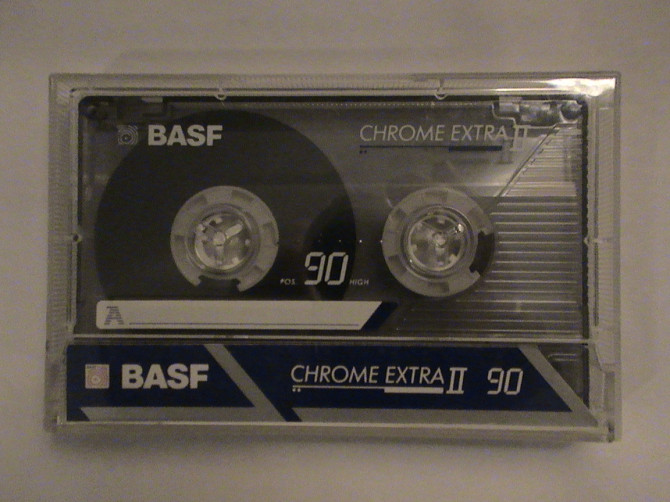 BASF
CHROME EXTRA II
POS. 90 HIGH
A
BASF
CHROME EXTRA II 90